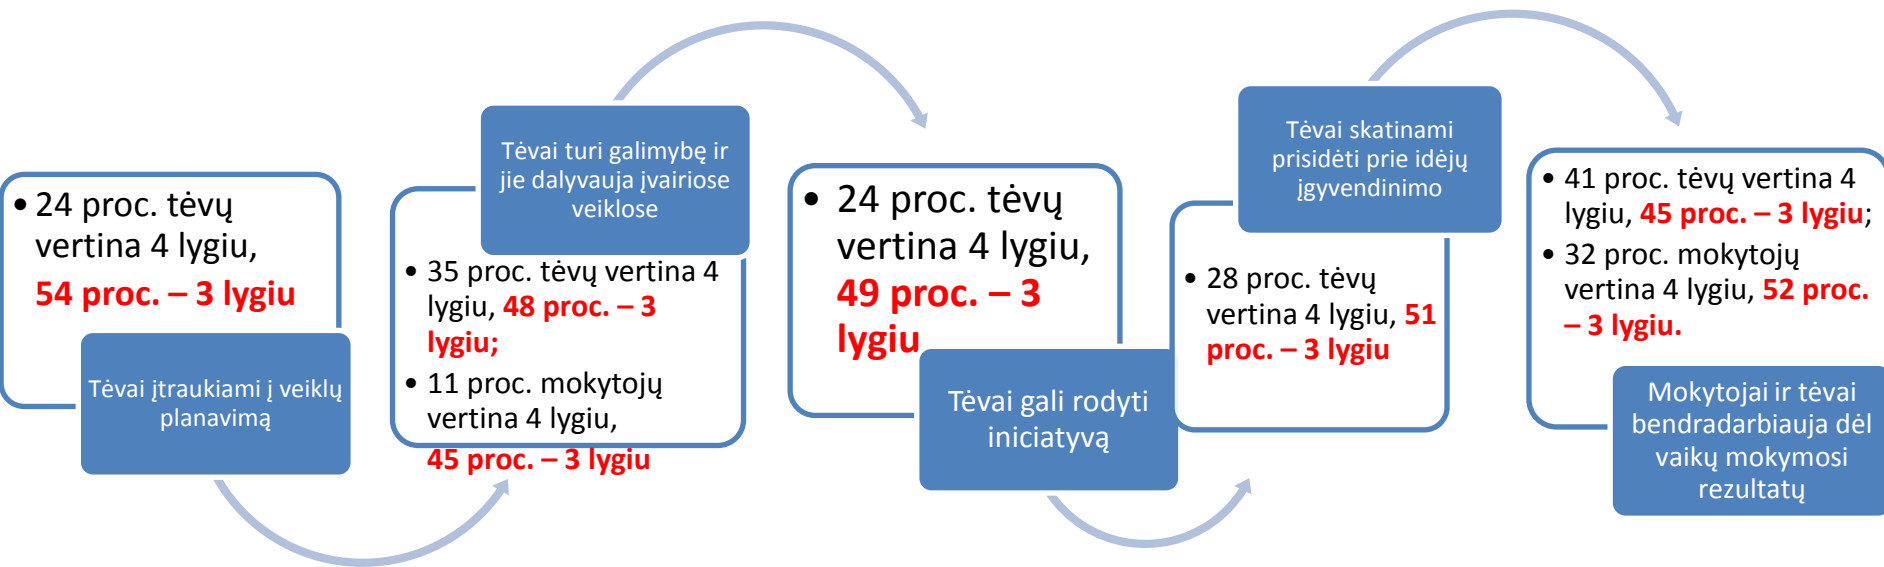 • 24 proc. tėvų
vertina 4 lygiu,
54 proc. – 3 lygiu
Tėvai įtraukiami į veiklų
planavimą
Tėvai turi galimybę ir
jie dalyvauja įvairiose
veiklose
• 35 proc. tėvų vertina 4
lygiu, 48 proc. – 3
lygiu;
• 11 proc. mokytojų
vertina 4 lygiu,
45 proc. – 3 lygiu
• 24 proc. tėvų
vertina 4 lygiu,
49 proc. – 3
lygiu
Tėvai gali rodyti
iniciatyvą
Tėvai skatinami
prisidėti prie idėjų
įgyvendinimo
• 28 proc. tėvų
vertina 4 lygiu, 51
proc. – 3 lygiu
• 41 proc. tėvų vertina 4
lygiu, 45 proc. – 3 lygiu;
• 32 proc. mokytojų
vertina 4 lygiu, 52 proc.
– 3 lygiu.
Mokytojai ir tėvai
bendradarbiauja dėl
vaikų mokymosi
rezultatų